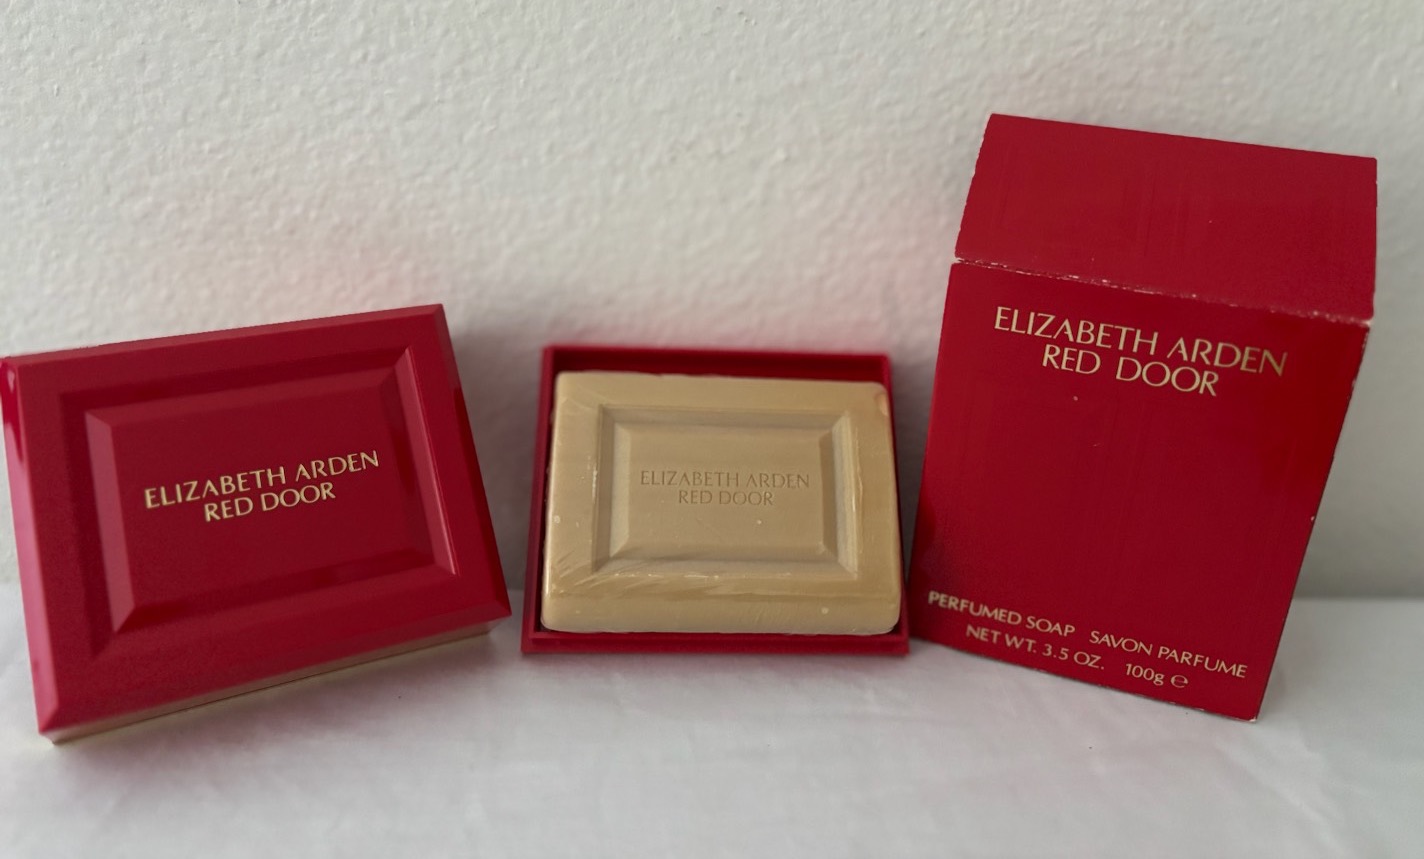 ELIZABETH ARDEN
RED DOOR
ELIZABETH ARDEN
RED DOOR
ELIZABETH ARDEN
RED DOOR
PERFUMED SOAP SAVON PARFUME
NET WT. 3.5 OZ. 100g ℮